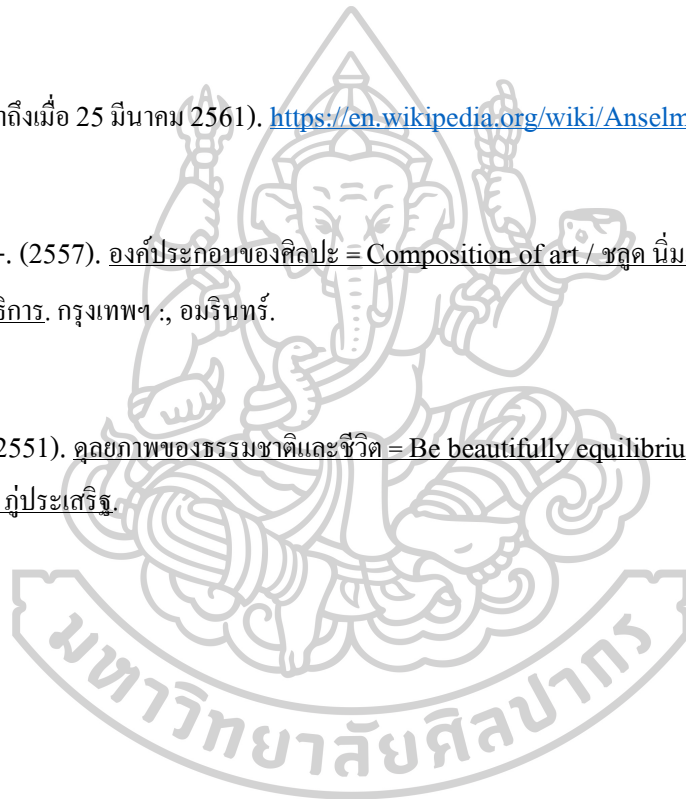 าถึงเมื่อ 25 มีนาคม 2561). https://en.wikipedia.org/wiki/Anselm
-. (2557). องค์ประกอบของศิลปะ = Composition of art / ชลูด นิ่ม
ธิการ. กรุงเทพฯ :, อมรินทร์.
2551). ดุลยภาพของธรรมชาติและชีวิต = Be beautifully equilibriu
ภู่ประเสริฐ.
มหาวิทยาลัยศิลปากร